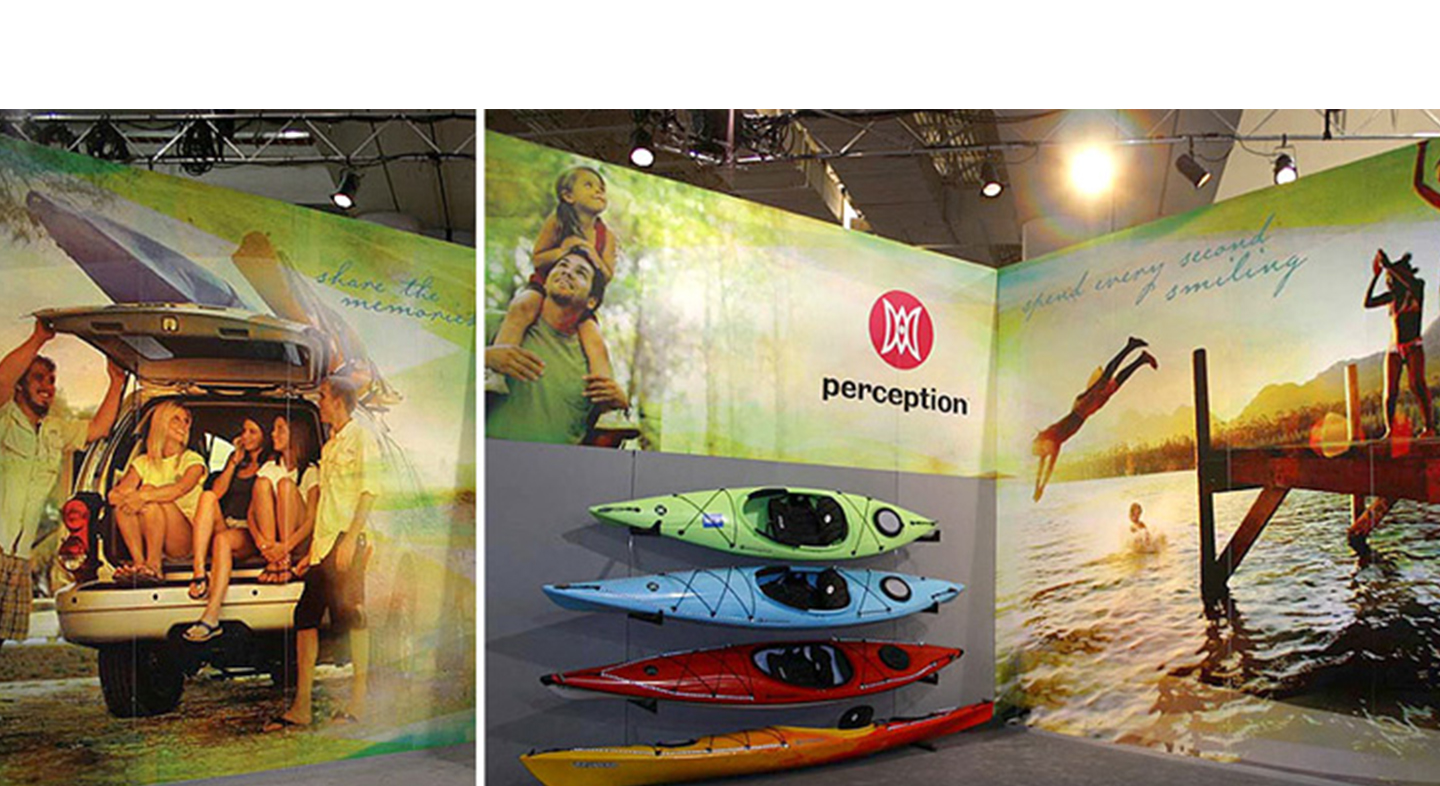 share the
memories
perception
spend every second
smiling